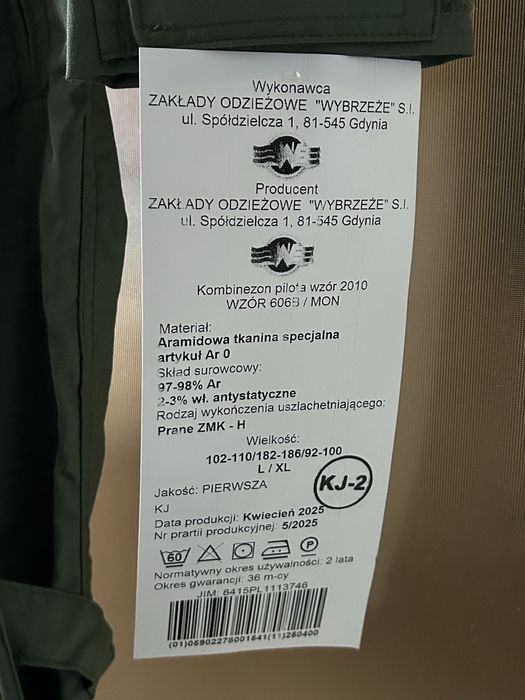 Wykonawca
ZAKŁADY ODZIEŻOWE "WYBRZEŻE" S.I.
ul. Spółdzielcza 1, 81-545 Gdynia
W
Producent
ZAKŁADY ODZIEŻOWE "WYBRZEŻE" S.I.
ul. Spółdzielcza 1, 81-545 Gdynia
W
Kombinezon pilota wzór 2010
WZÓR 606B / MON
Materiał:
Aramidowa tkanina specjalna
artykuł Ar 0
Skład surowcowy:
97-98% Ar
2-3% wł. antystatyczne
Rodzaj wykończenia uszlachetniającego:
Prane ZMK - H
Wielkość:
102-110/182-186/92-100
L / XL
Jakość: PIERWSZA
KJ-2
KJ
Data produkcji: Kwiecień 2025
Nr prartii produkcyjnej: 5/2025
60 P
Normatywny okres używalności: 2 lata
Okres gwarancji: 36 m-cy
JIM: 8415PL1113746
(01)05902276001641(11)250400